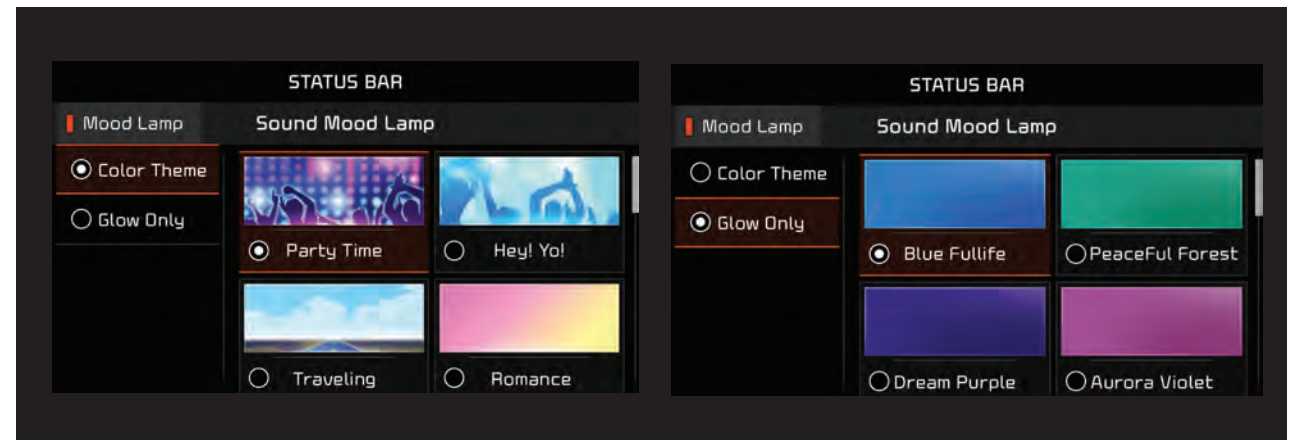 STATUS BAR
Mood Lamp
Sound Mood Lamp
Color Theme
Glow Only
Party Time
Hey! Yo!
Traveling
Romance
STATUS BAR
Mood Lamp
Sound Mood Lamp
Color Theme
Glow Only
Blue Fullife
PeaceFul Forest
Dream Purple
Aurora Violet